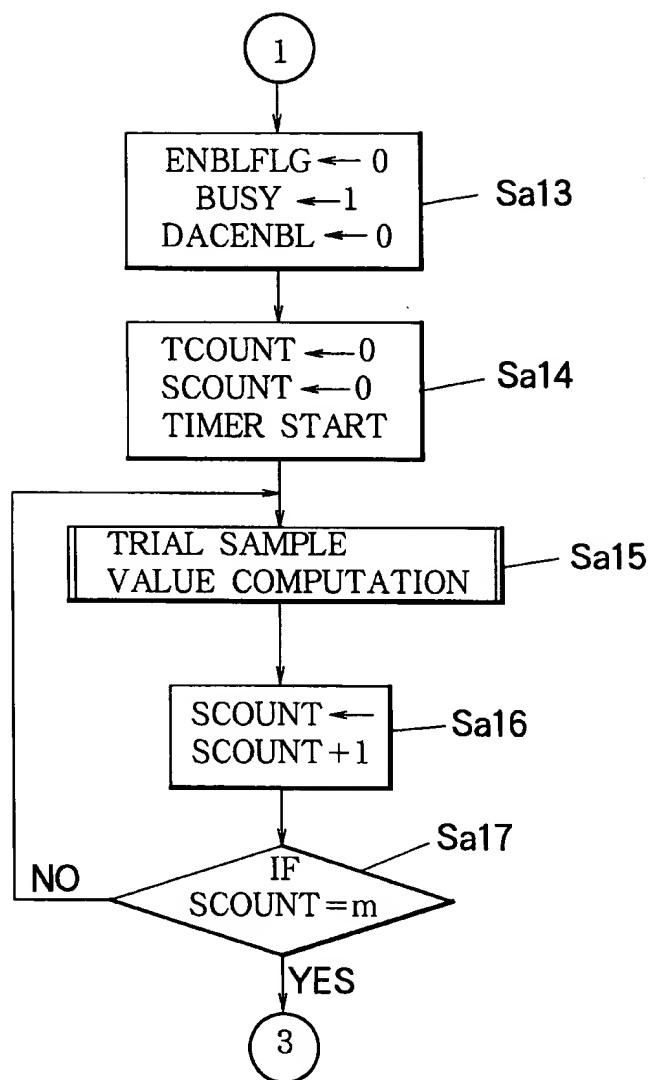 1
ENBLFLG ← 0
BUSY ← 1
DACENBL ← 0
Sa13
TCOUNT ← 0
SCOUNT ← 0
TIMER START
Sa14
TRIAL SAMPLE
VALUE COMPUTATION
Sa15
SCOUNT ←
SCOUNT+1
Sa16
Sa17
IF
SCOUNT=m
NO
YES
3